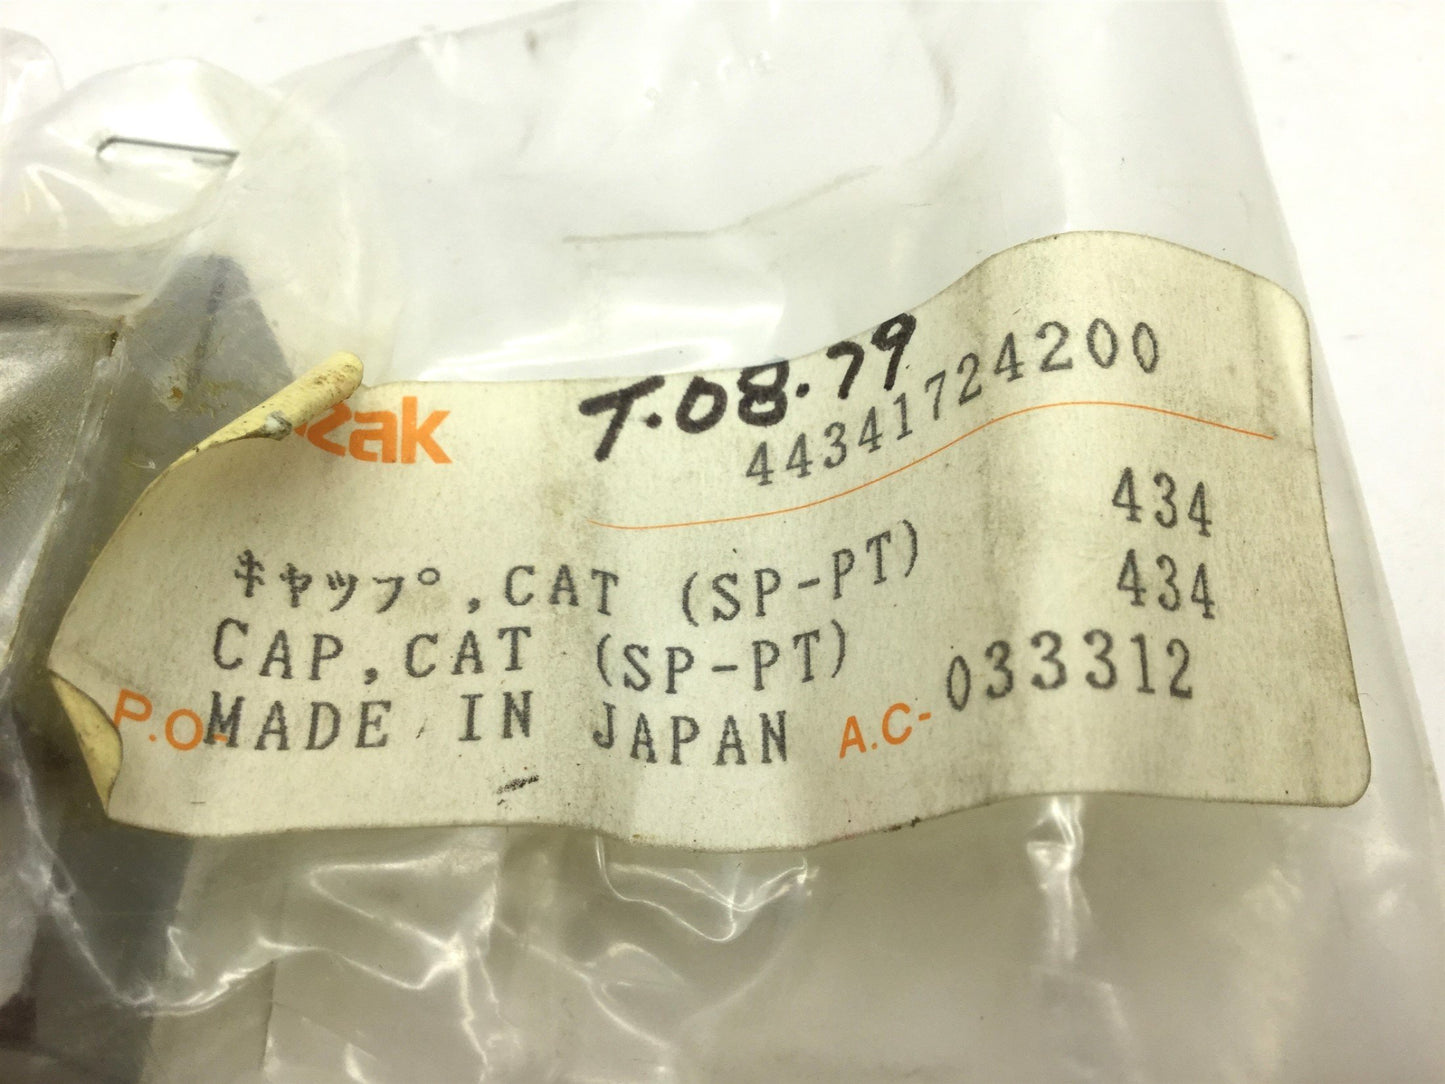 zak
T.08.79
44341724200
キャップ,CAT (SP-PT) 434
CAP,CAT (SP-PT) 434
P.O- MADE IN JAPAN A.C- 033312